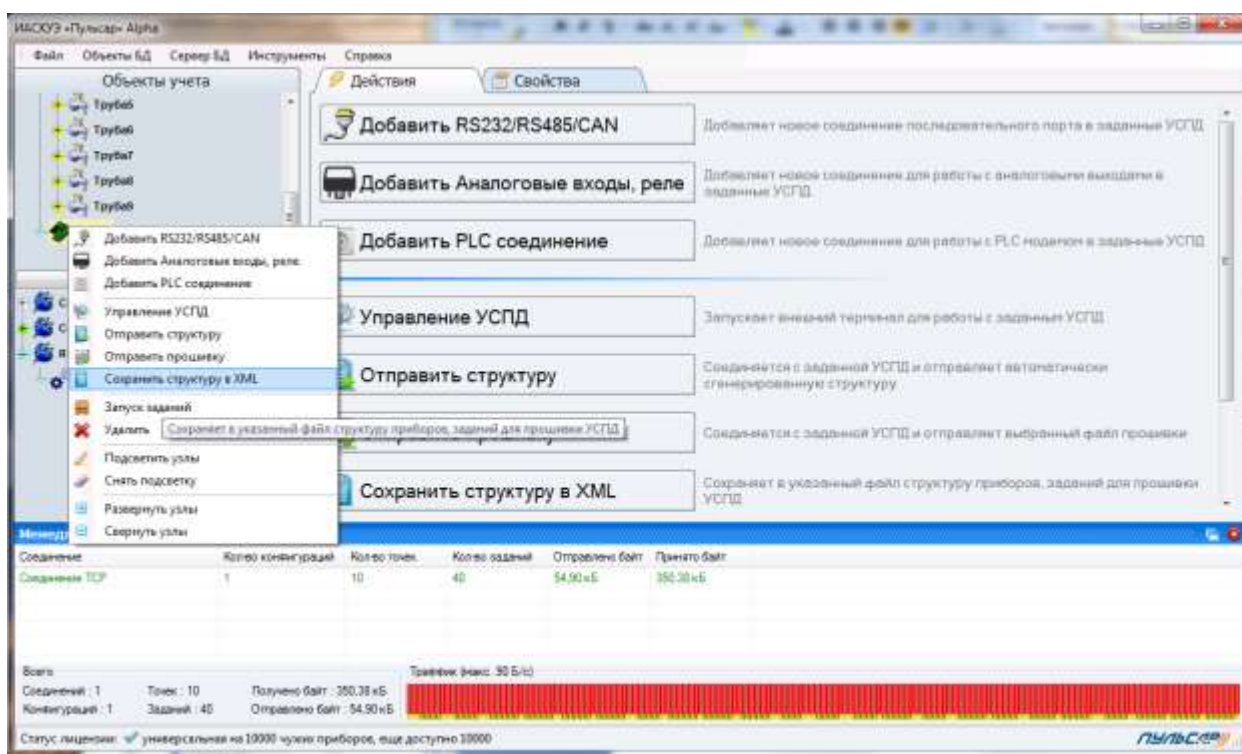 ИАСКУЭ «Пульсар» Alpha
Файл Объекты БД Сервер БД Инструменты Справка
Объекты учета
Действия Свойства
Труба5
Труба6
Труба7
Труба8
Труба9
Добавить RS232/RS485/CAN
Добавляет новое соединение последовательного порта в заданные УСПД
Добавить Аналоговые входы, реле
Добавляет новое соединение для работы с аналоговыми выходами в заданные УСПД
Добавить PLC соединение
Добавляет новое соединение для работы с PLC модемом в заданные УСПД
Управление УСПД
Запускает внешний терминал для работы с заданным УСПД
Отправить структуру
Соединяется с заданной УСПД и отправляет автоматически
сгенерированную структуру
Соединяется с заданной УСПД и отправляет выбранный файл прошивки
Сохранить структуру в XML
Сохраняет в указанный файл структуру приборов, заданий для прошивки
УСПД
Добавить RS232/RS485/CAN
Добавить Аналоговые входы, реле
Добавить PLC соединение
Управление УСПД
Отправить структуру
Отправить прошивку
Сохранить структуру в XML
Запуск заданий
Удалить
Сохраняет в указанный файл структуру приборов, заданий для прошивки УСПД
Подсветить узлы
Снять подсветку
Развернуть узлы
Свернуть узлы
Соединение Кол-во конфигураций Кол-во точек Кол-во заданий Отправлено байт Принято байт
Соединение TCP 1 10 40 54,90 кБ 350,38 кБ
Всего
Соединений : 1 Точек : 10 Получено байт : 350,38 кБ
Конфигураций : 1 Заданий : 40 Отправлено байт : 54,90 кБ
Траффик (макс. 90 Б/с)
Статус лицензии: универсальная на 10000 чужих приборов, еще доступно 10000
ПУЛЬСАР